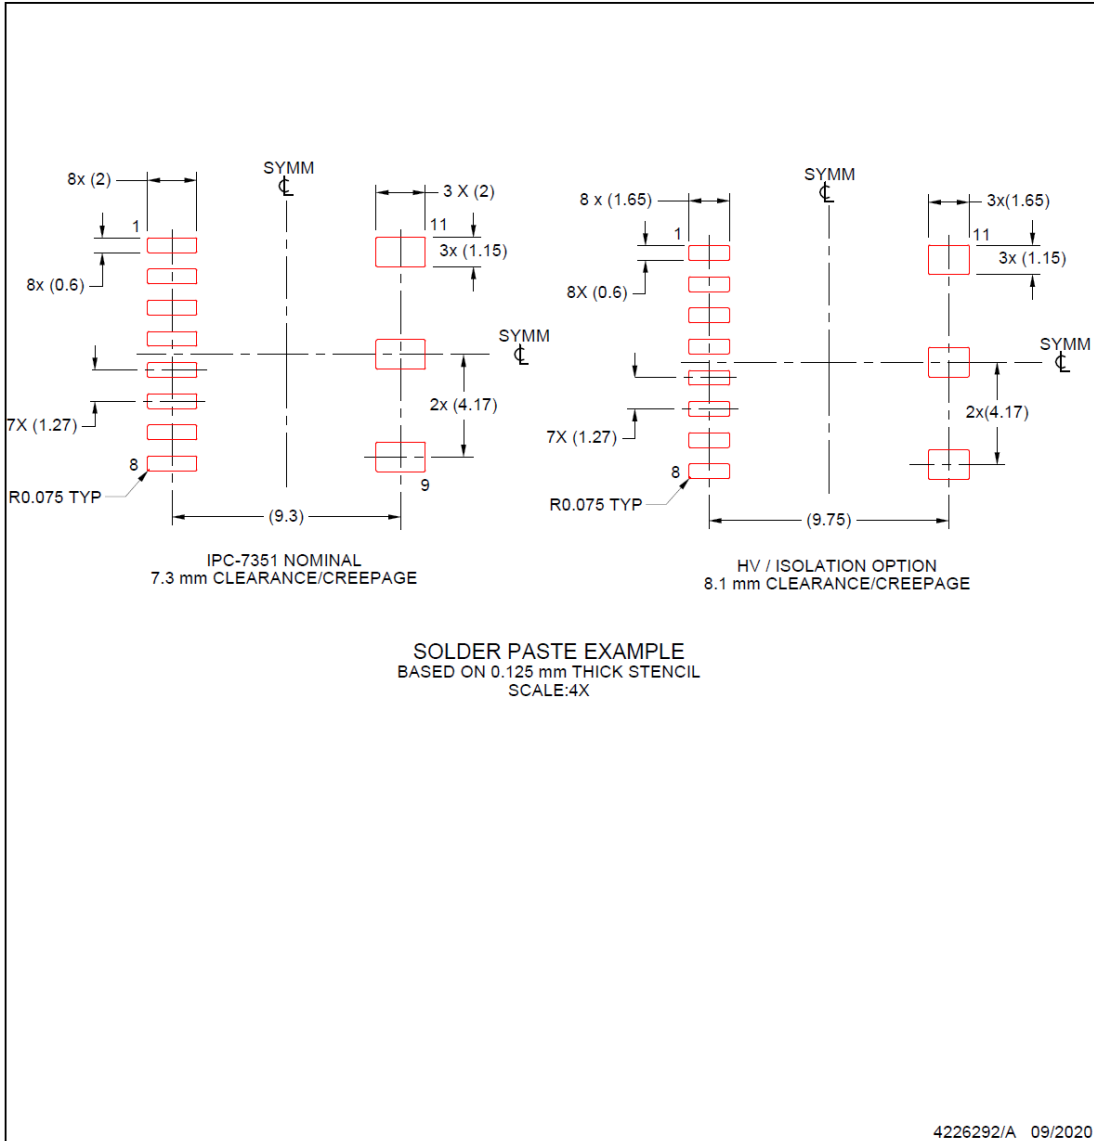 SYMM
8x (2)
3 X (2)
1
11
3x (1.15)
8x (0.6)
SYMM
2x (4.17)
7X (1.27)
8
9
R0.075 TYP
(9.3)
IPC-7351 NOMINAL
7.3 mm CLEARANCE/CREEPAGE
SYMM
8 x (1.65)
3x(1.65)
1
11
3x (1.15)
8X (0.6)
SYMM
2x(4.17)
7X (1.27)
8
R0.075 TYP
(9.75)
HV / ISOLATION OPTION
8.1 mm CLEARANCE/CREEPAGE
SOLDER PASTE EXAMPLE
BASED ON 0.125 mm THICK STENCIL
SCALE:4X
4226292/A 09/2020